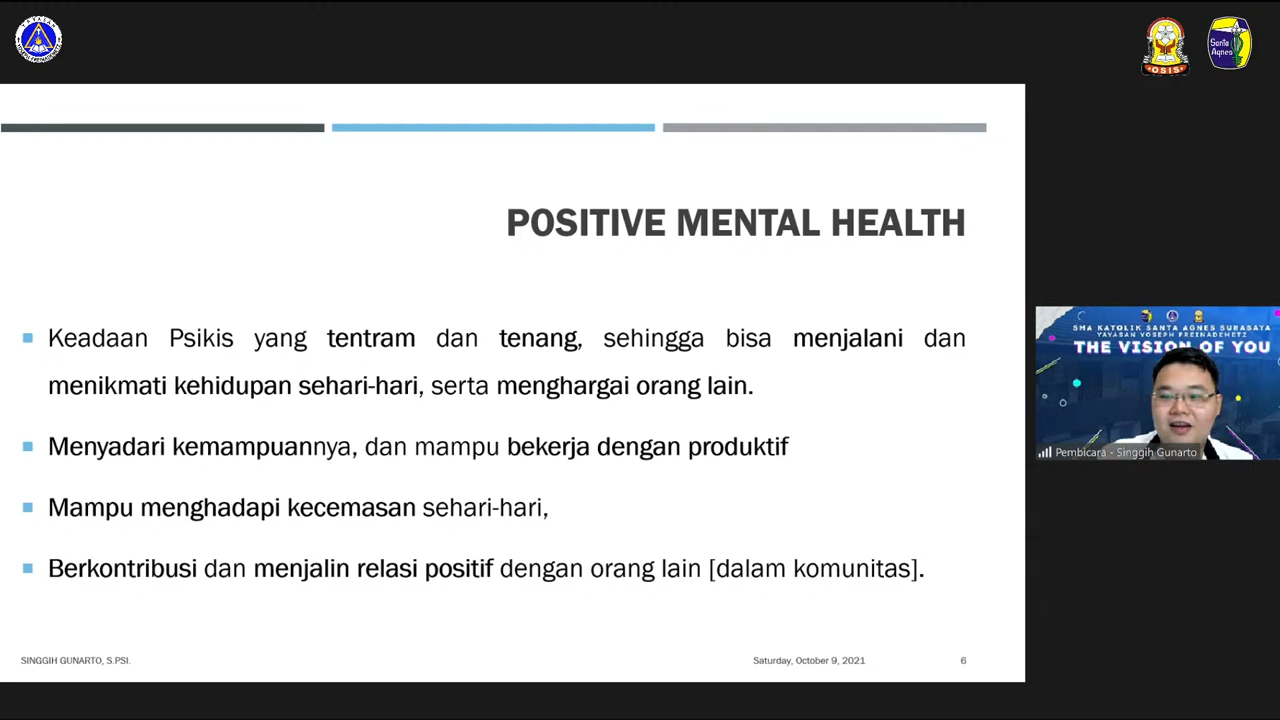 YAYASAN
YOSEPH FREINADEMETZ
OSIS
Santa
Agnes
POSITIVE MENTAL HEALTH
Keadaan Psikis yang tentram dan tenang, sehingga bisa menjalani dan
menikmati kehidupan sehari-hari, serta menghargai orang lain.
Menyadari kemampuannya, dan mampu bekerja dengan produktif
Mampu menghadapi kecemasan sehari-hari,
Berkontribusi dan menjalin relasi positif dengan orang lain [dalam komunitas].
SINGGIH GUNARTO, S.PSI.
Saturday, October 9, 2021
6
SMA KATOLIK SANTA AGNES SURABAYA
YAYASAN YOSEPH FREINADEMETZ
THE VISION OF YOU
Pembicara - Singgih Gunarto